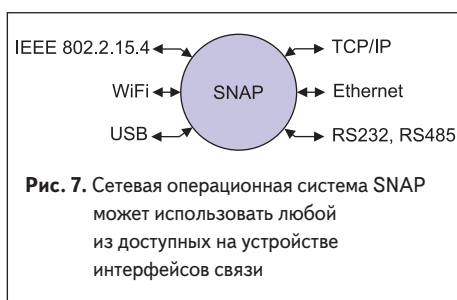 IEEE 802.2.15.4
TCP/IP
WiFi
SNAP
Ethernet
USB
RS232, RS485
Рис. 7. Сетевая операционная система SNAP
может использовать любой
из доступных на устройстве
интерфейсов связи